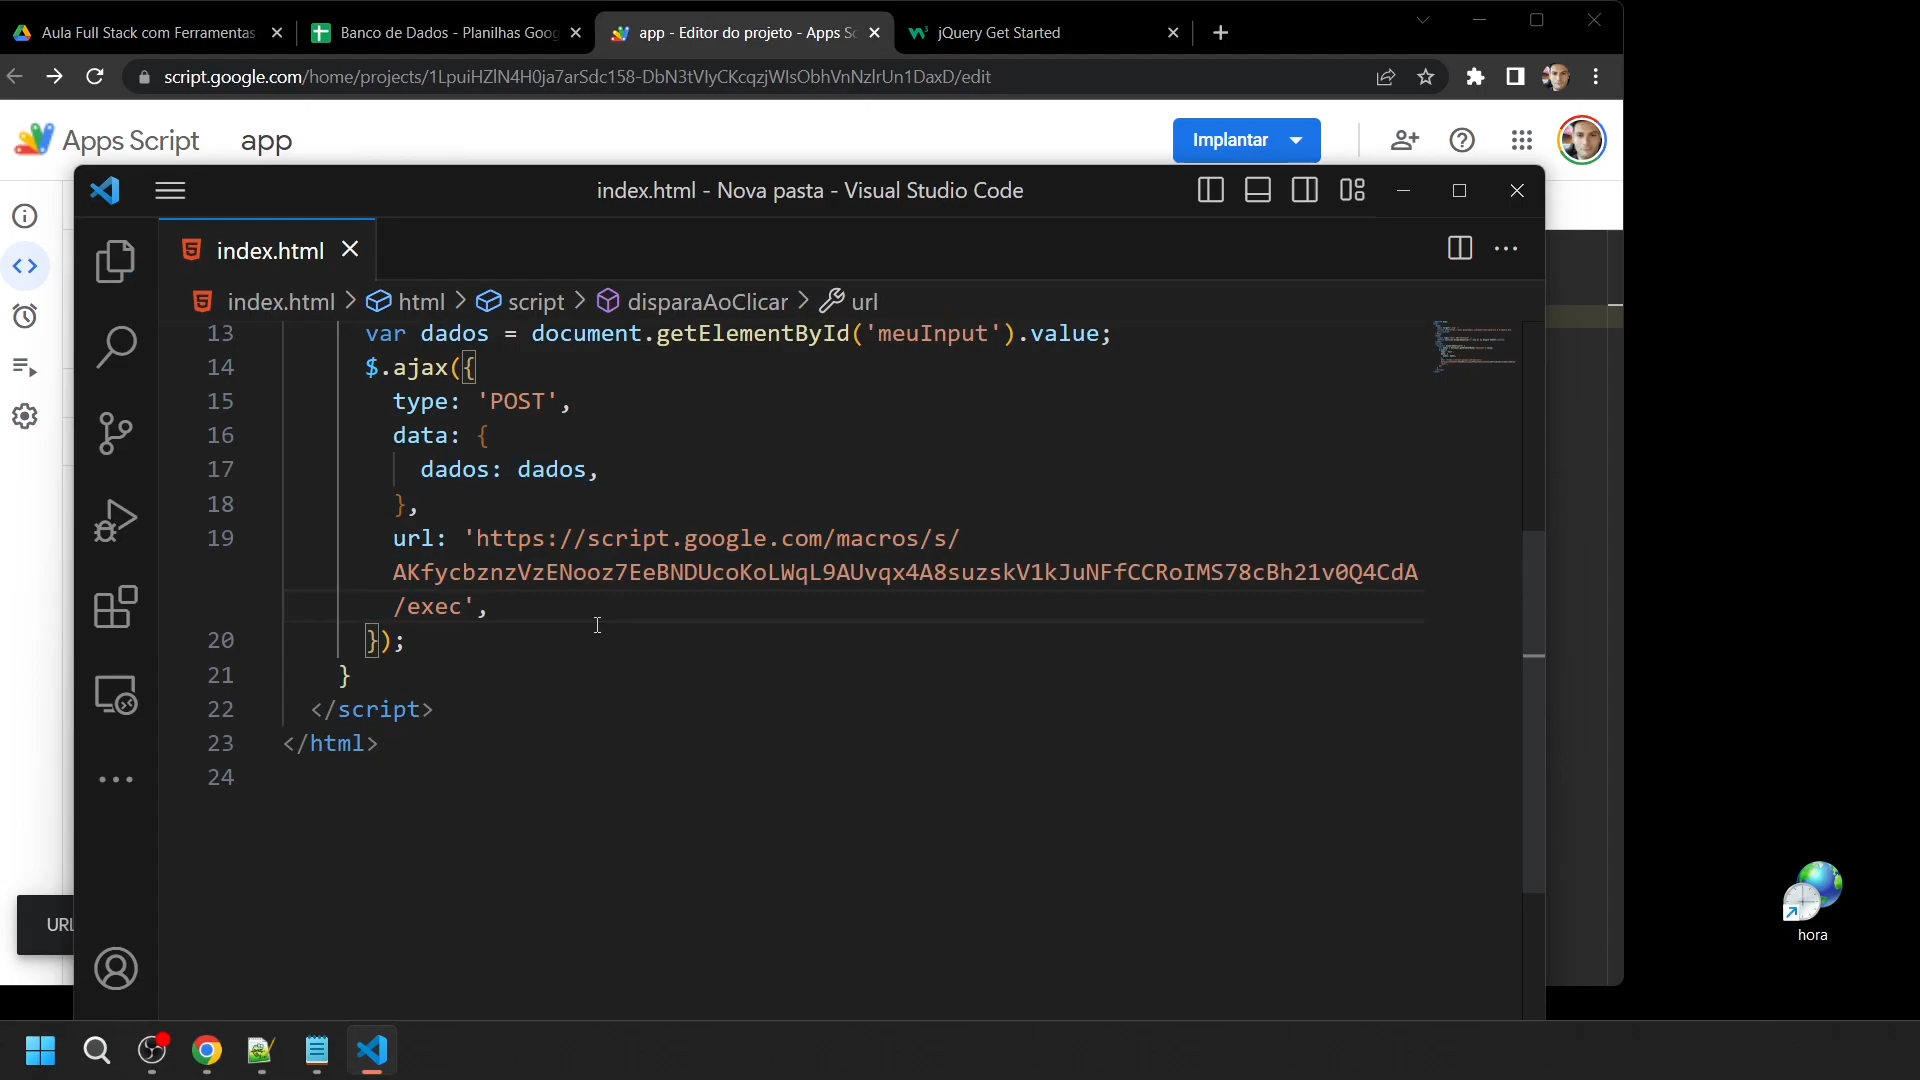 Aula Full Stack com Ferramentas
Banco de Dados - Planilhas Goog
app - Editor do projeto - Apps Sc
jQuery Get Started
script.google.com/home/projects/1LpuiHZlN4H0ja7arSdc158-DbN3tVIyCKcqzjWIsObhVnNzlrUn1DaxD/edit
Apps Script
app
Implantar
index.html - Nova pasta - Visual Studio Code
index.html
index.html > html > script > disparaAoClicar > url
13 var dados = document.getElementById('meuInput').value;
14 $.ajax({
15 type: 'POST',
16 data: {
17 dados: dados,
18 },
19 url: 'https://script.google.com/macros/s/
AKfycbznzVzENooz7EeBNDUcoKoLWqL9AUvqx4A8suzskV1kJuNFfCCRoIMS78cBh21v0Q4CdA
/exec',
20 });
21 }
22 </script>
23 </html>
24
URL
hora